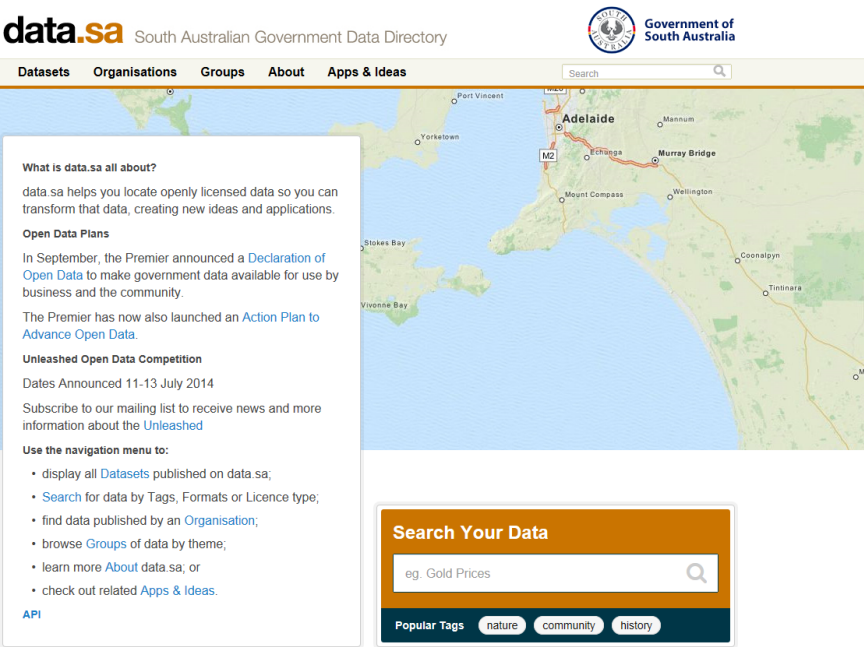 data.sa South Australian Government Data Directory
SOUTH AUSTRALIA
Government of
South Australia
Datasets Organisations Groups About Apps & Ideas Search
Port Vincent
M20
Adelaide
Mannum
Yorketown
M2
Echunga
Murray Bridge
Mount Compass
Wellington
Stokes Bay
Coonalpyn
Tintinara
Vivonne Bay
M
What is data.sa all about?
data.sa helps you locate openly licensed data so you can
transform that data, creating new ideas and applications.
Open Data Plans
In September, the Premier announced a Declaration of
Open Data to make government data available for use by
business and the community.
The Premier has now also launched an Action Plan to
Advance Open Data.
Unleashed Open Data Competition
Dates Announced 11-13 July 2014
Subscribe to our mailing list to receive news and more
information about the Unleashed
Use the navigation menu to:
• display all Datasets published on data.sa;
• Search for data by Tags, Formats or Licence type;
• find data published by an Organisation;
• browse Groups of data by theme;
• learn more About data.sa; or
• check out related Apps & Ideas.
API
Search Your Data
eg. Gold Prices
Popular Tags nature community history